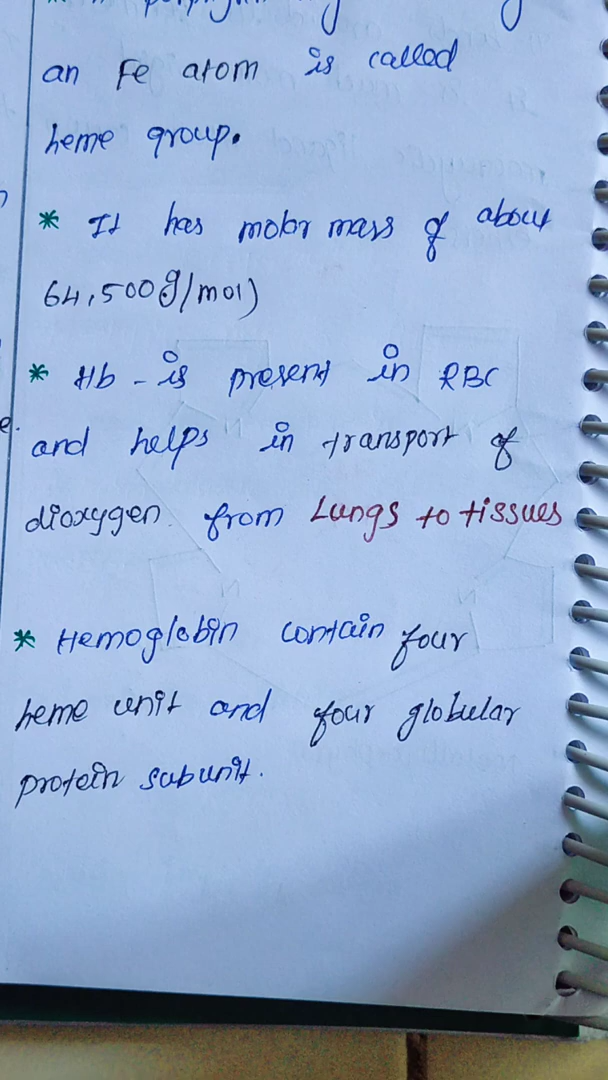 an Fe atom is called
heme group.
* It has molar mass of about
64,500 g/mol)
* Hb - is present in RBC
and helps in transport of
dioxygen from Lungs to tissues
* Hemoglobin contain four
heme unit and four globular
protein subunit.